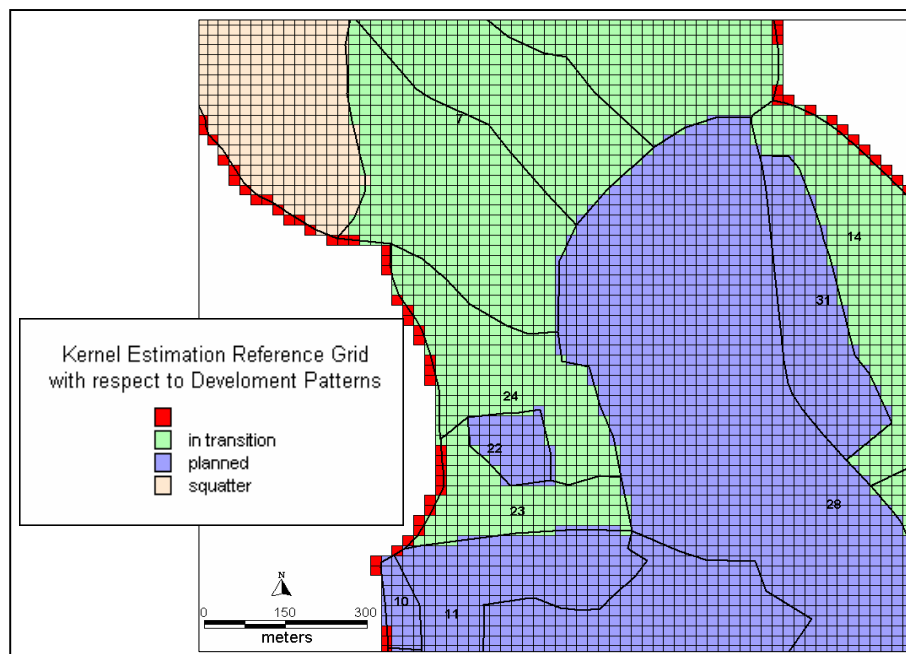 7
14
31
Kernel Estimation Reference Grid
with respect to Develoment Patterns
in transition
planned
squatter
24
22
23
28
10
11
N
0 150 300
meters